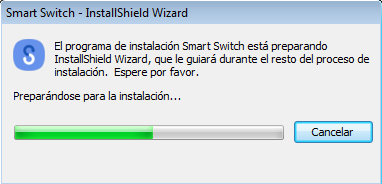 Smart Switch - InstallShield Wizard
El programa de instalación Smart Switch está preparando
InstallShield Wizard, que le guiará durante el resto del proceso de
instalación. Espere por favor.
Preparándose para la instalación...
Cancelar